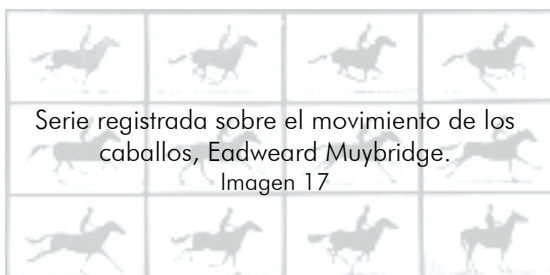 Serie registrada sobre el movimiento de los
caballos, Eadweard Muybridge.
Imagen 17